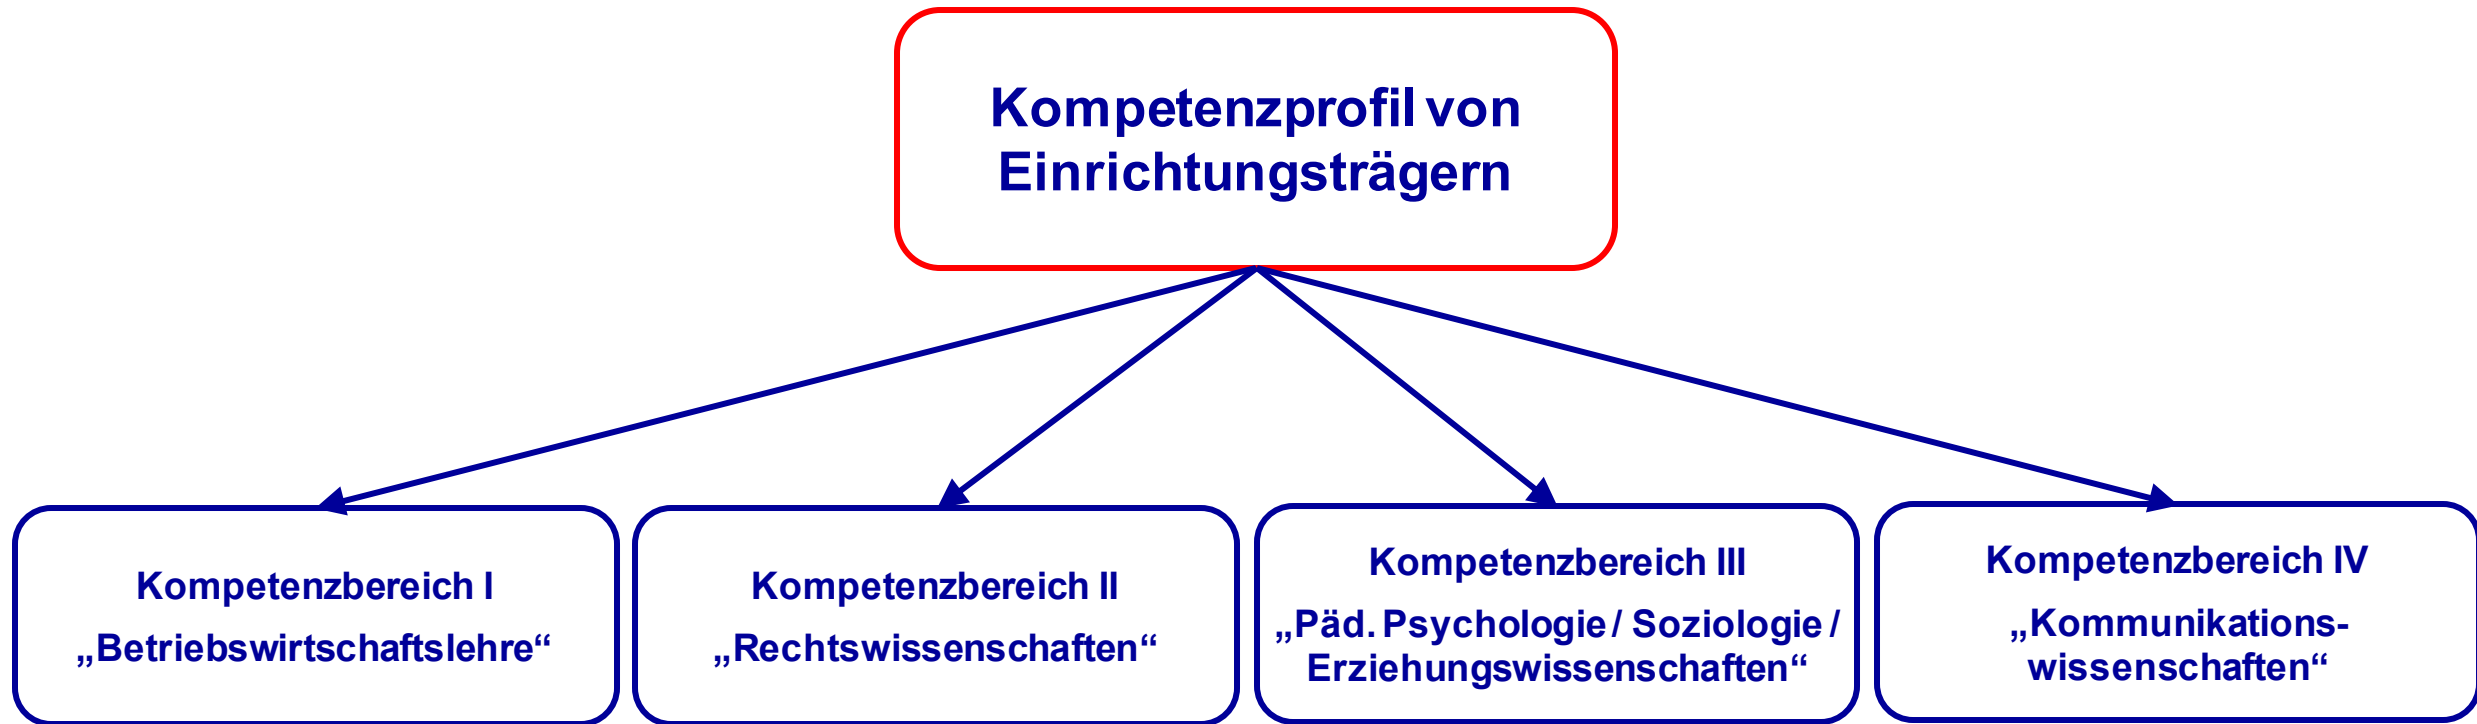 Kompetenzprofil von
Einrichtungsträgern
Kompetenzbereich I
„Betriebswirtschaftslehre“
Kompetenzbereich II
„Rechtswissenschaften“
Kompetenzbereich III
„Päd. Psychologie / Soziologie /
Erziehungswissenschaften“
Kompetenzbereich IV
„Kommunikations-
wissenschaften“